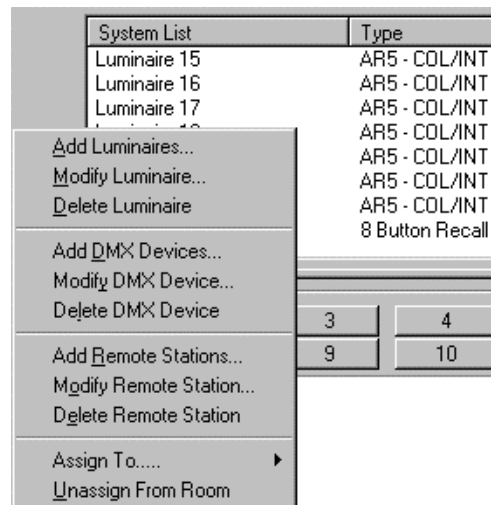 System List Type
Luminaire 15 AR5 - COL/INT
Luminaire 16 AR5 - COL/INT
Luminaire 17 AR5 - COL/INT
AR5 - COL/INT
AR5 - COL/INT
AR5 - COL/INT
AR5 - COL/INT
8 Button Recall
Add Luminaires...
Modify Luminaire...
Delete Luminaire
Add DMX Devices...
Modify DMX Device...
Delete DMX Device
Add Remote Stations...
Modify Remote Station...
Delete Remote Station
Assign To.....
Unassign From Room
3 4
9 10